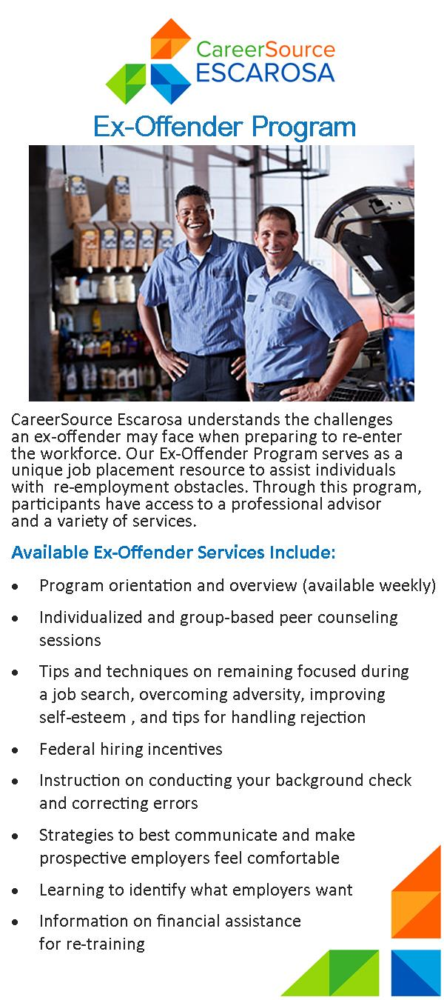 CareerSource
ESCAROSA
Ex-Offender Program
CareerSource Escarosa understands the challenges
an ex-offender may face when preparing to re-enter
the workforce. Our Ex-Offender Program serves as a
unique job placement resource to assist individuals
with  re-employment obstacles. Through this program,
participants have access to a professional advisor
and a variety of services.
Available Ex-Offender Services Include:
• Program orientation and overview (available weekly)
• Individualized and group-based peer counseling
sessions
• Tips and techniques on remaining focused during
a job search, overcoming adversity, improving
self-esteem , and tips for handling rejection
• Federal hiring incentives
• Instruction on conducting your background check
and correcting errors
• Strategies to best communicate and make
prospective employers feel comfortable
• Learning to identify what employers want
• Information on financial assistance
for re-training